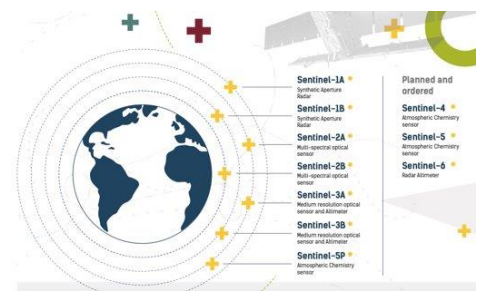 Sentinel-1A
Synthetic Aperture
Radar
Sentinel-1B
Synthetic Aperture
Radar
Sentinel-2A
Multi-spectral optical
sensor
Sentinel-2B
Multi-spectral optical
sensor
Sentinel-3A
Medium resolution optical
sensor and Altimeter
Sentinel-3B
Medium resolution optical
sensor and Altimeter
Sentinel-5P
Atmospheric Chemistry
sensor
Planned and
ordered
Sentinel-4
Atmospheric Chemistry
sensor
Sentinel-5
Atmospheric Chemistry
sensor
Sentinel-6
Radar Altimeter